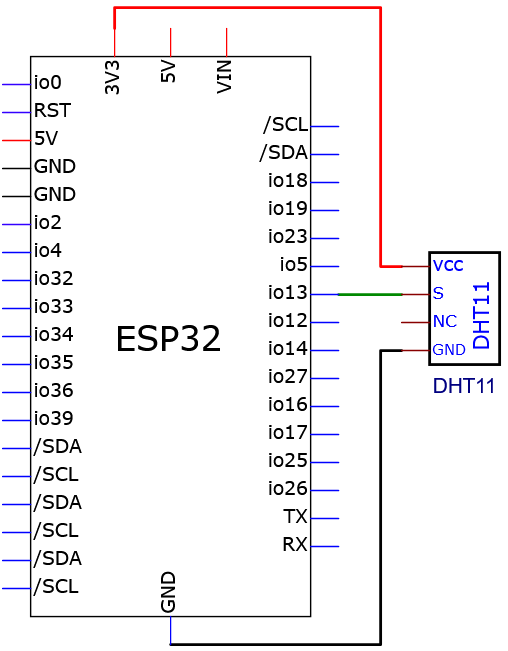 3V3
5V
VIN
io0
RST
5V
GND
GND
io2
io4
io32
io33
io34
io35
io36
io39
/SDA
/SCL
/SDA
/SCL
/SDA
/SCL
ESP32
GND
/SCL
/SDA
io18
io19
io23
io5
io13
io12
io14
io27
io16
io17
io25
io26
TX
RX
vcc
S
NC
GND
DHT11
DHT11